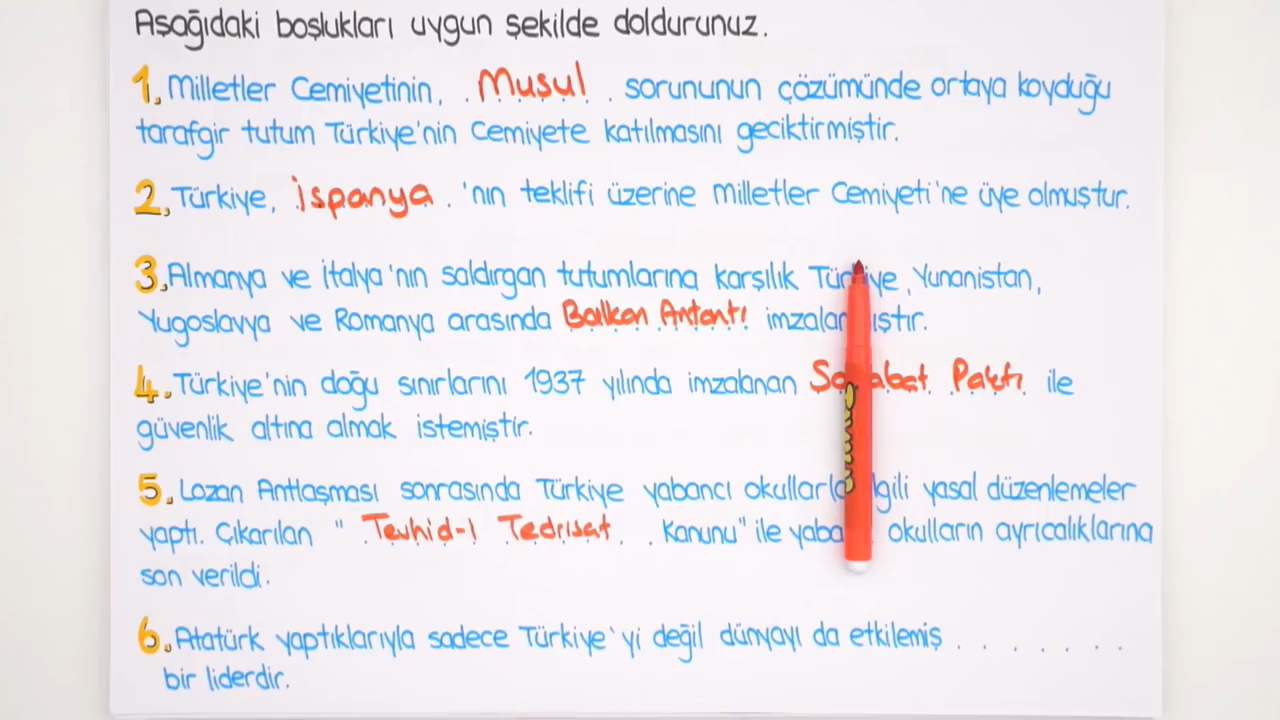 Aşağıdaki boşlukları uygun şekilde doldurunuz.
1. Milletler Cemiyetinin, . Musul . sorununun çözümünde ortaya koyduğu
tarafgir tutum Türkiye'nin Cemiyete katılmasını geciktirmiştir.
2. Türkiye, İspanya . 'nın teklifi üzerine Milletler Cemiyeti'ne üye olmuştur.
3. Almanya ve İtalya'nın saldırgan tutumlarına karşılık Türkiye, Yunanistan,
Yugoslavya ve Romanya arasında Balkan Antantı imzalanmıştır.
4. Türkiye'nin doğu sınırlarını 1937 yılında imzalanan Sadabat Paktı ile
güvenlik altına almak istemiştir.
5. Lozan Antlaşması sonrasında Türkiye yabancı okullarla ilgili yasal düzenlemeler
yaptı. Çıkarılan " Tevhid-i Tedrisat . . Kanunu" ile yabancı okulların ayrıcalıklarına
son verildi.
6. Atatürk yaptıklarıyla sadece Türkiye'yi değil dünyayı da etkilemiş . . . . . . .
bir liderdir.